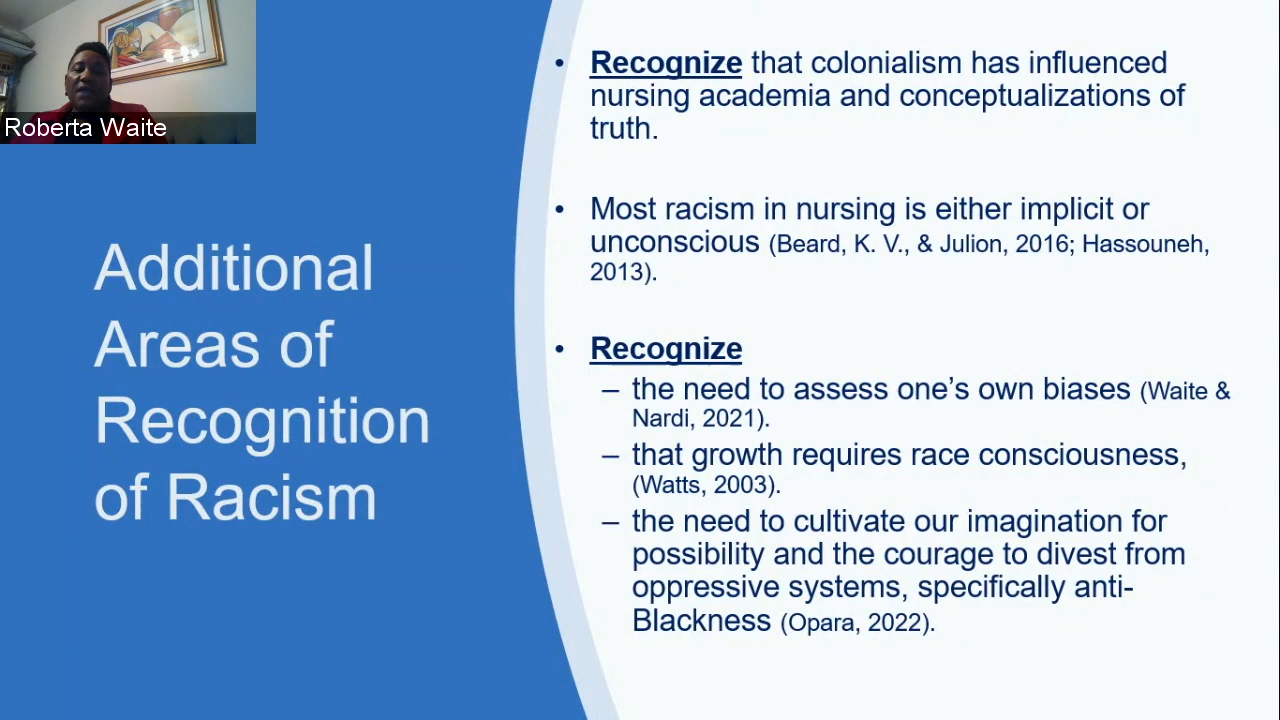 Roberta Waite
Additional
Areas of
Recognition
of Racism
• Recognize that colonialism has influenced
nursing academia and conceptualizations of
truth.
• Most racism in nursing is either implicit or
unconscious (Beard, K. V., & Julion, 2016; Hassouneh,
2013).
• Recognize
– the need to assess one’s own biases (Waite &
Nardi, 2021).
– that growth requires race consciousness,
(Watts, 2003).
– the need to cultivate our imagination for
possibility and the courage to divest from
oppressive systems, specifically anti-
Blackness (Opara, 2022).